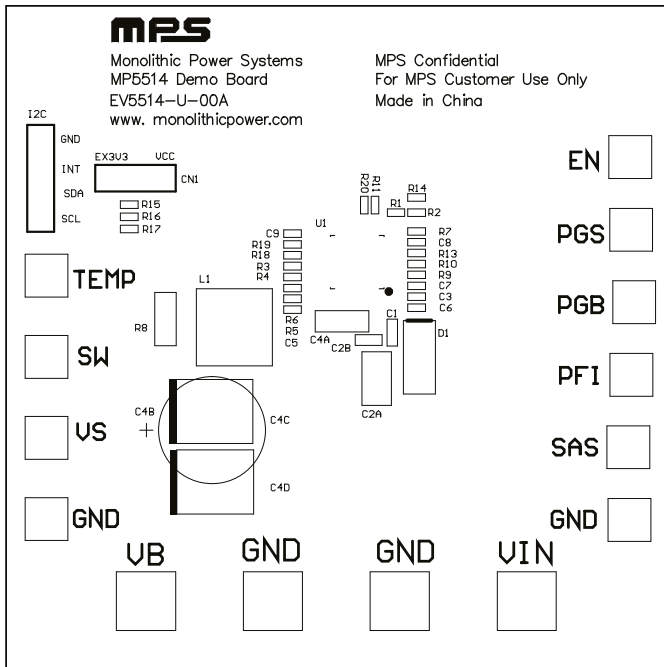 mps
Monolithic Power Systems
MP5514 Demo Board
EV5514-U-00A
www. monolithicpower.com
MPS Confidential
For MPS Customer Use Only
Made in China
I2C
GND
INT
SDA
SCL
EX3V3 VCC
CN1
R15
R16
R17
R20
R11
R14
R1
R2
U1
C9
R19
R18
R3
R4
R6
R5
C5
R7
C8
R13
R10
R9
C7
C3
C6
L1
R8
C4A
C2B
C1
D1
C2A
C4B
C4C
C4D
TEMP
SW
VS
GND
EN
PGS
PGB
PFI
SAS
GND
VB
GND
GND
VIN